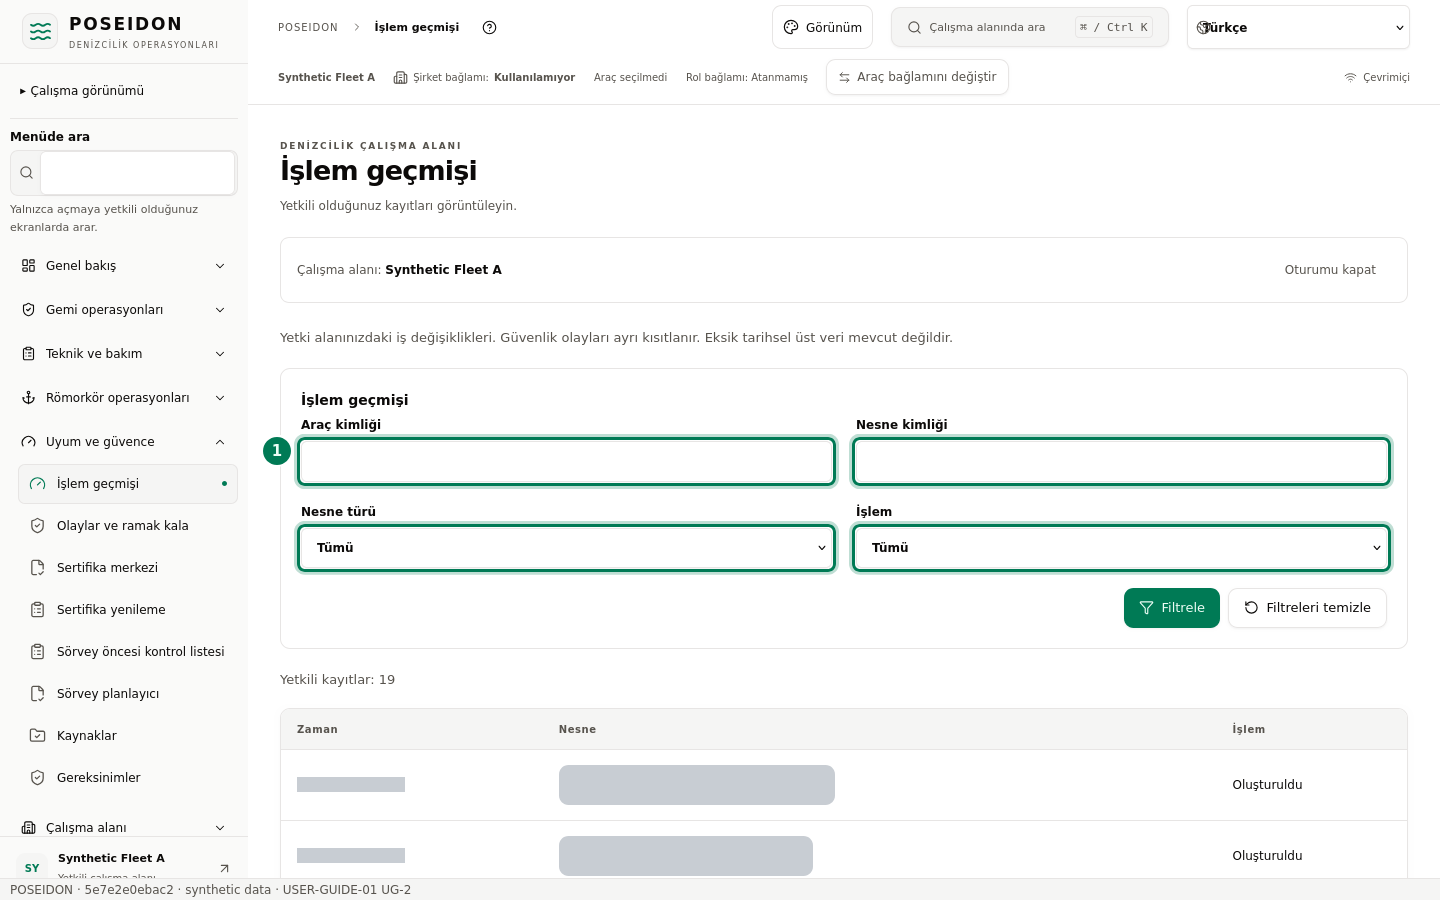 POSEIDON
DENİZCİLİK OPERASYONLARI
Çalışma görünümü
Menüde ara
Yalnızca açmaya yetkili olduğunuz
ekranlarda arar.
Genel bakış
Gemi operasyonları
Teknik ve bakım
Römorkör operasyonları
Uyum ve güvence
İşlem geçmişi
Olaylar ve ramak kala
Sertifika merkezi
Sertifika yenileme
Sörvey öncesi kontrol listesi
Sörvey planlayıcı
Kaynaklar
Gereksinimler
Çalışma alanı
SY
Synthetic Fleet A
Yetkili çalışma alanı
POSEIDON
İşlem geçmişi
Görünüm
Çalışma alanında ara
⌘ / Ctrl K
Türkçe
Synthetic Fleet A
Şirket bağlamı: Kullanılamıyor
Araç seçilmedi
Rol bağlamı: Atanmamış
Araç bağlamını değiştir
Çevrimiçi
DENİZCİLİK ÇALIŞMA ALANI
İşlem geçmişi
Yetkili olduğunuz kayıtları görüntüleyin.
Çalışma alanı: Synthetic Fleet A
Oturumu kapat
Yetki alanınızdaki iş değişiklikleri. Güvenlik olayları ayrı kısıtlanır. Eksik tarihsel üst veri mevcut değildir.
İşlem geçmişi
Araç kimliği
Nesne kimliği
1
Nesne türü
İşlem
Tümü
Tümü
Filtrele
Filtreleri temizle
Yetkili kayıtlar: 19
Zaman
Nesne
İşlem
Oluşturuldu
Oluşturuldu
POSEIDON · 5e7e2e0ebac2 · synthetic data · USER-GUIDE-01 UG-2